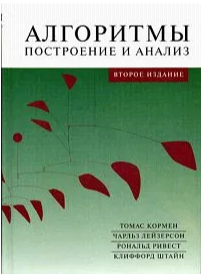 АЛГОРИТМЫ
ПОСТРОЕНИЕ И АНАЛИЗ
ВТОРОЕ ИЗДАНИЕ
ТОМАС КОРМЕН
ЧАРЛЬЗ ЛЕЙЗЕРСОН
РОНАЛЬД РИВЕСТ
КЛИФФОРД ШТАЙН